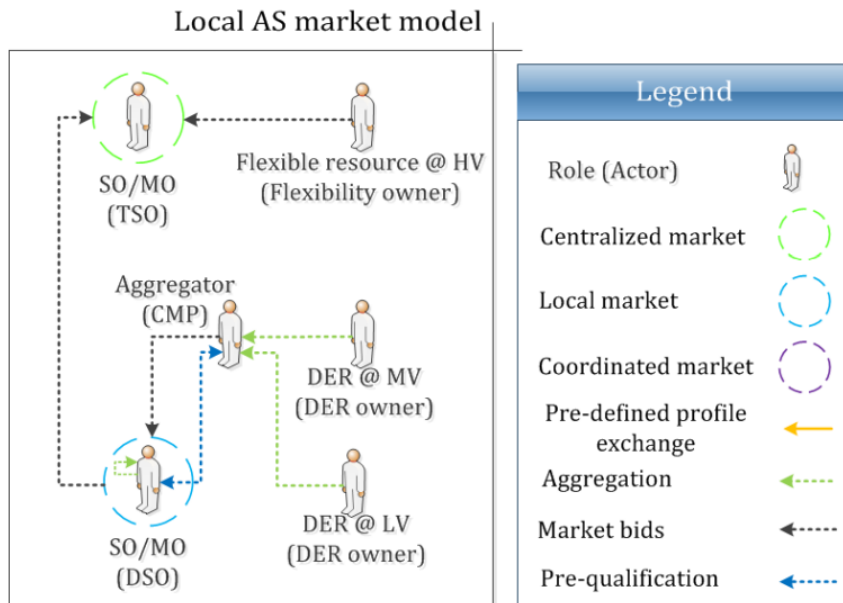 Local AS market model
SO/MO
(TSO)
Flexible resource @ HV
(Flexibility owner)
Aggregator
(CMP)
DER @ MV
(DER owner)
SO/MO
(DSO)
DER @ LV
(DER owner)
Legend
Role (Actor)
Centralized market
Local market
Coordinated market
Pre-defined profile
exchange
Aggregation
Market bids
Pre-qualification